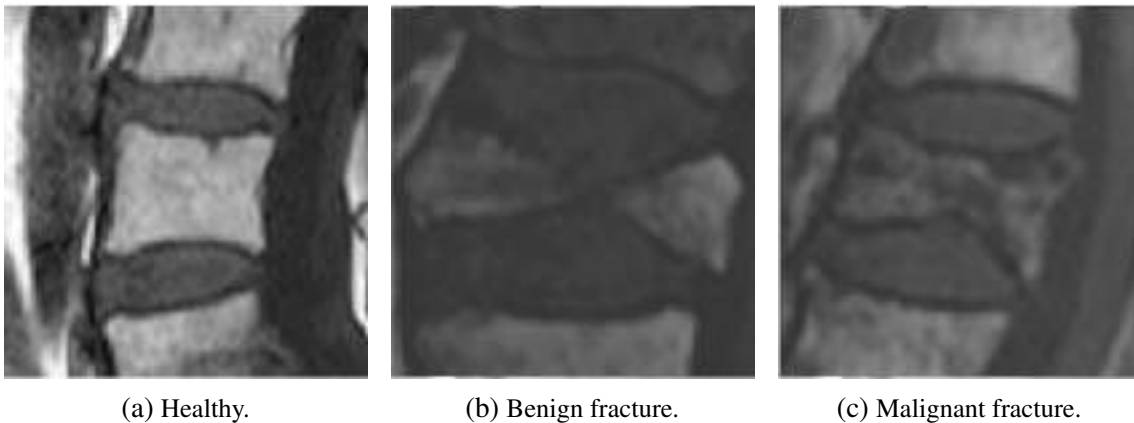 (a) Healthy.
(b) Benign fracture.
(c) Malignant fracture.